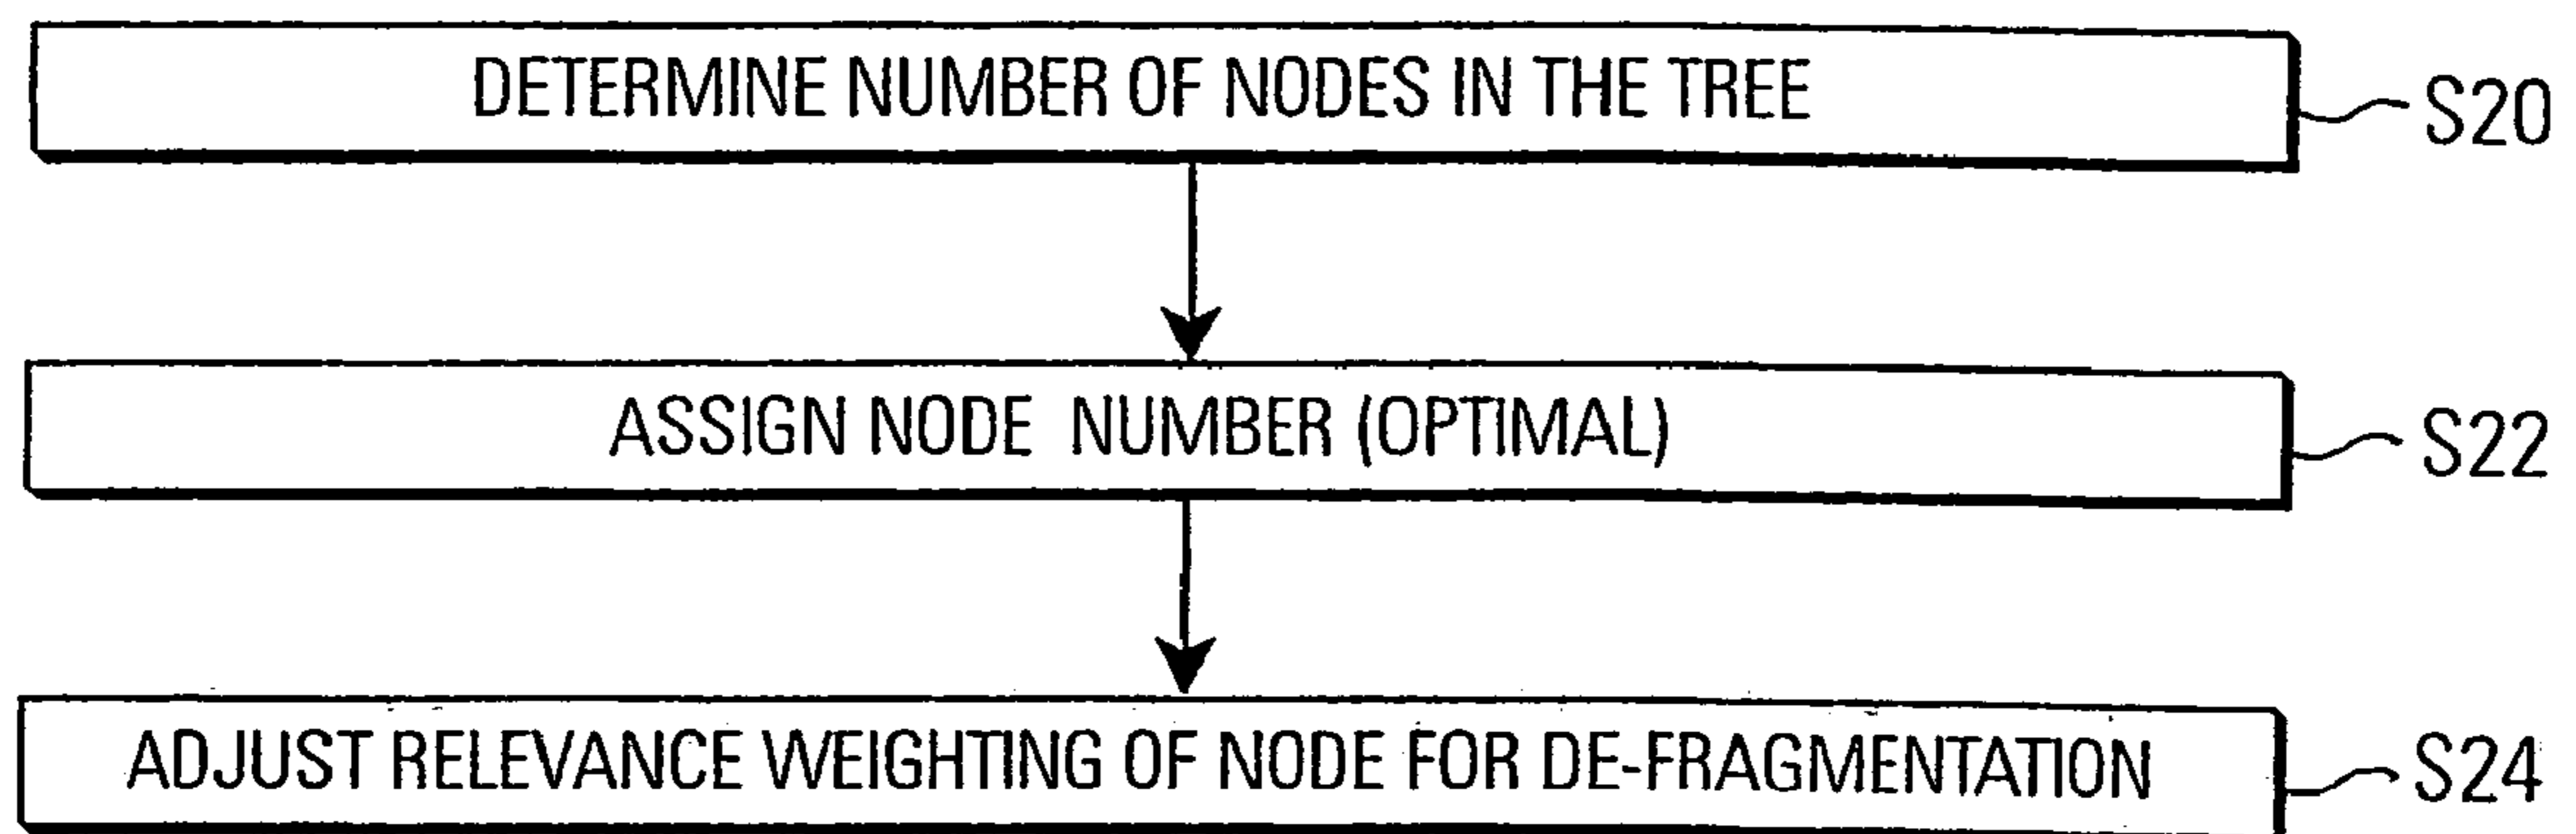 DETERMINE NUMBER OF NODES IN THE TREE
S20
ASSIGN NODE NUMBER (OPTIMAL)
S22
ADJUST RELEVANCE WEIGHTING OF NODE FOR DE-FRAGMENTATION
S24